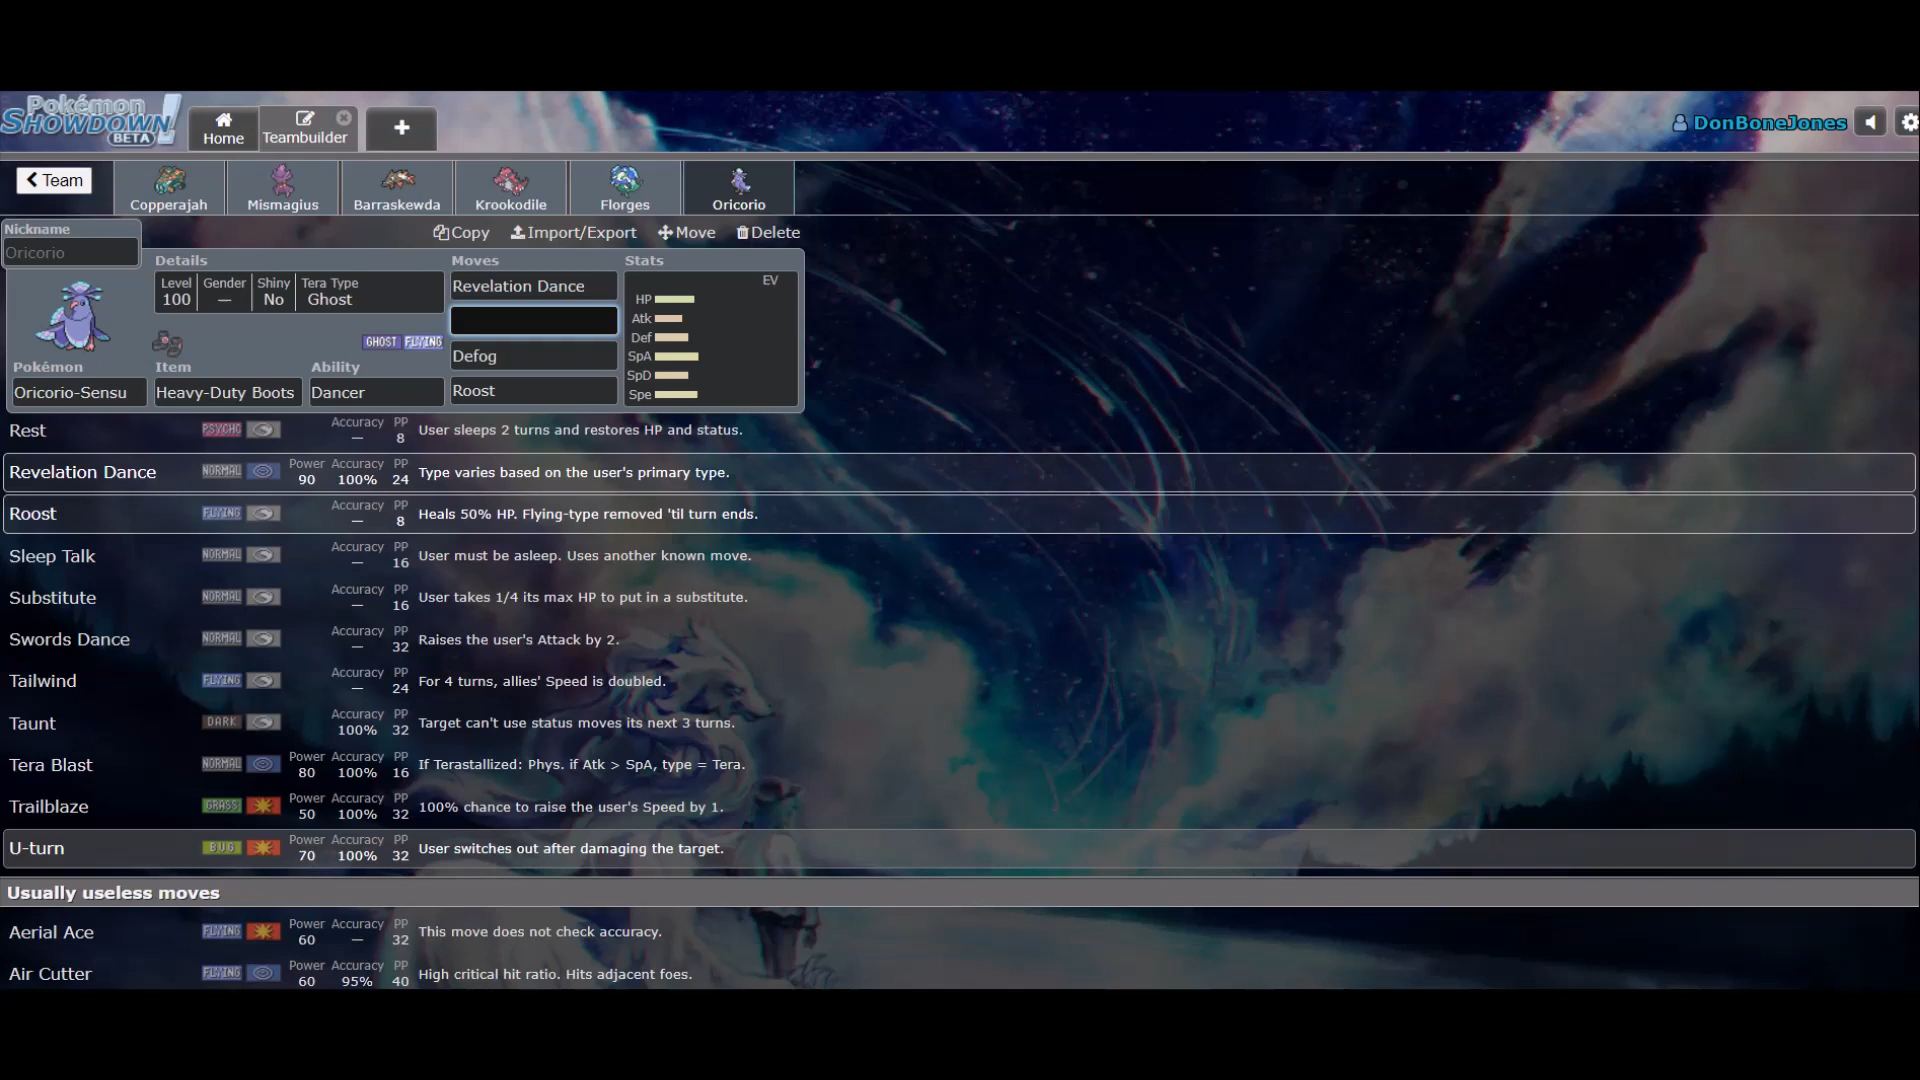 Pokémon
SHOWDOWN!
BETA
Home
Teambuilder
DonBoneJones
Team
Copperajah
Mismagius
Barraskewda
Krookodile
Florges
Oricorio
Nickname
Oricorio
Copy
Import/Export
Move
Delete
Details
Level
100
Gender
—
Shiny
No
Tera Type
Ghost
GHOST
FLYING
Pokémon
Oricorio-Sensu
Item
Heavy-Duty Boots
Ability
Dancer
Moves
Revelation Dance
Defog
Roost
Stats
EV
HP
Atk
Def
SpA
SpD
Spe
Rest PSYCHC Accuracy — PP 8 User sleeps 2 turns and restores HP and status.
Revelation Dance NORMAL Power 90 Accuracy 100% PP 24 Type varies based on the user's primary type.
Roost FLYING Accuracy — PP 8 Heals 50% HP. Flying-type removed 'til turn ends.
Sleep Talk NORMAL Accuracy — PP 16 User must be asleep. Uses another known move.
Substitute NORMAL Accuracy — PP 16 User takes 1/4 its max HP to put in a substitute.
Swords Dance NORMAL Accuracy — PP 32 Raises the user's Attack by 2.
Tailwind FLYING Accuracy — PP 24 For 4 turns, allies' Speed is doubled.
Taunt DARK Accuracy 100% PP 32 Target can't use status moves its next 3 turns.
Tera Blast NORMAL Power 80 Accuracy 100% PP 16 If Terastallized: Phys. if Atk > SpA, type = Tera.
Trailblaze GRASS Power 50 Accuracy 100% PP 32 100% chance to raise the user's Speed by 1.
U-turn BUG Power 70 Accuracy 100% PP 32 User switches out after damaging the target.
Usually useless moves
Aerial Ace FLYING Power 60 Accuracy — PP 32 This move does not check accuracy.
Air Cutter FLYING Power 60 Accuracy 95% PP 40 High critical hit ratio. Hits adjacent foes.